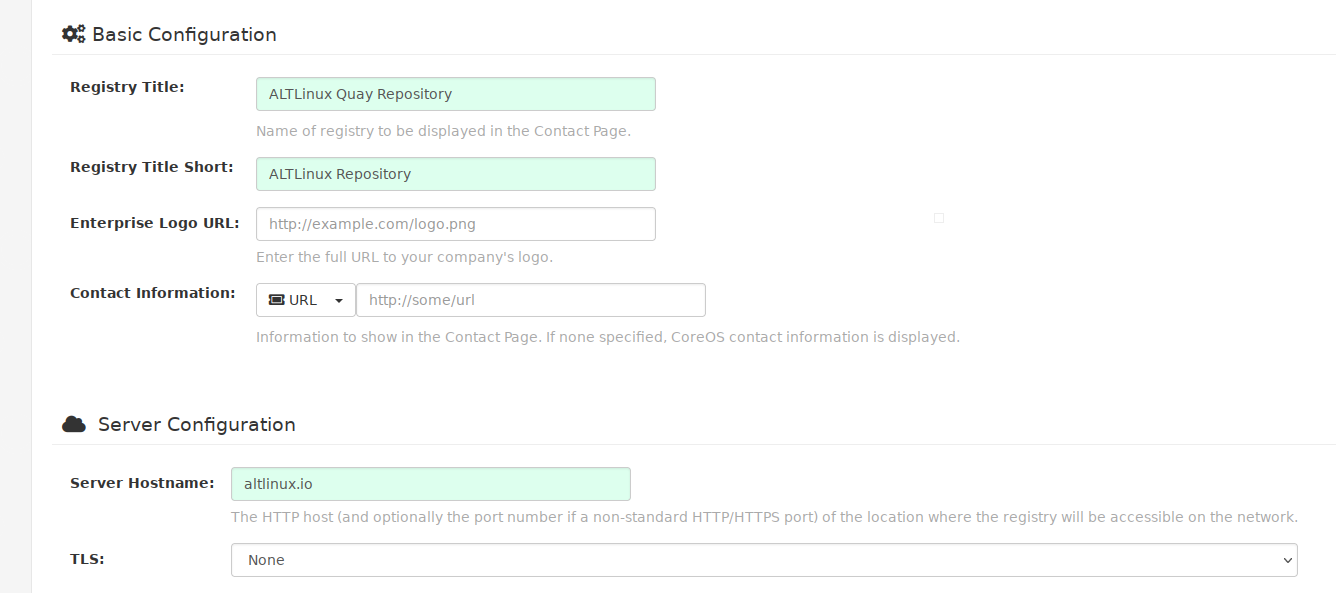 Basic Configuration
Registry Title:
ALTLinux Quay Repository
Name of registry to be displayed in the Contact Page.
Registry Title Short:
ALTLinux Repository
Enterprise Logo URL:
http://example.com/logo.png
Enter the full URL to your company's logo.
Contact Information:
URL
http://some/url
Information to show in the Contact Page. If none specified, CoreOS contact information is displayed.
Server Configuration
Server Hostname:
altlinux.io
The HTTP host (and optionally the port number if a non-standard HTTP/HTTPS port) of the location where the registry will be accessible on the network.
TLS:
None